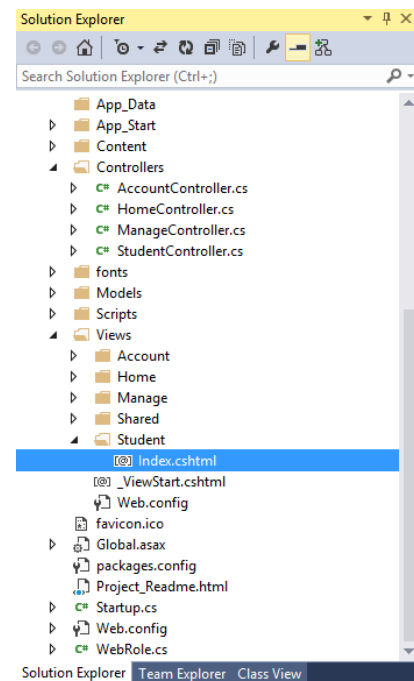 Solution Explorer
Search Solution Explorer (Ctrl+;)
App_Data
App_Start
Content
Controllers
C# AccountController.cs
C# HomeController.cs
C# ManageController.cs
C# StudentController.cs
fonts
Models
Scripts
Views
Account
Home
Manage
Shared
Student
[@] Index.cshtml
[@] _ViewStart.cshtml
Web.config
favicon.ico
Global.asax
packages.config
Project_Readme.html
C# Startup.cs
Web.config
C# WebRole.cs
Solution Explorer Team Explorer Class View